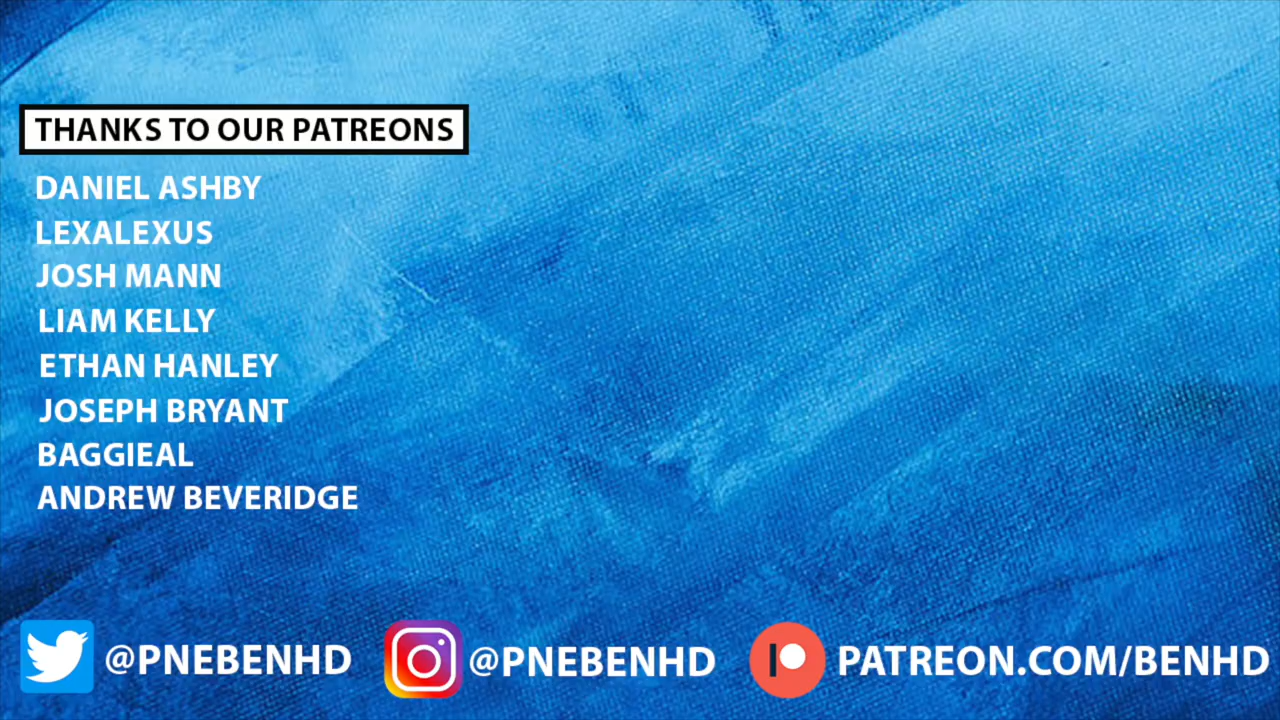 THANKS TO OUR PATREONS
DANIEL ASHBY
LEXALEXUS
JOSH MANN
LIAM KELLY
ETHAN HANLEY
JOSEPH BRYANT
BAGGIEAL
ANDREW BEVERIDGE
@PNEBENHD
@PNEBENHD
PATREON.COM/BENHD